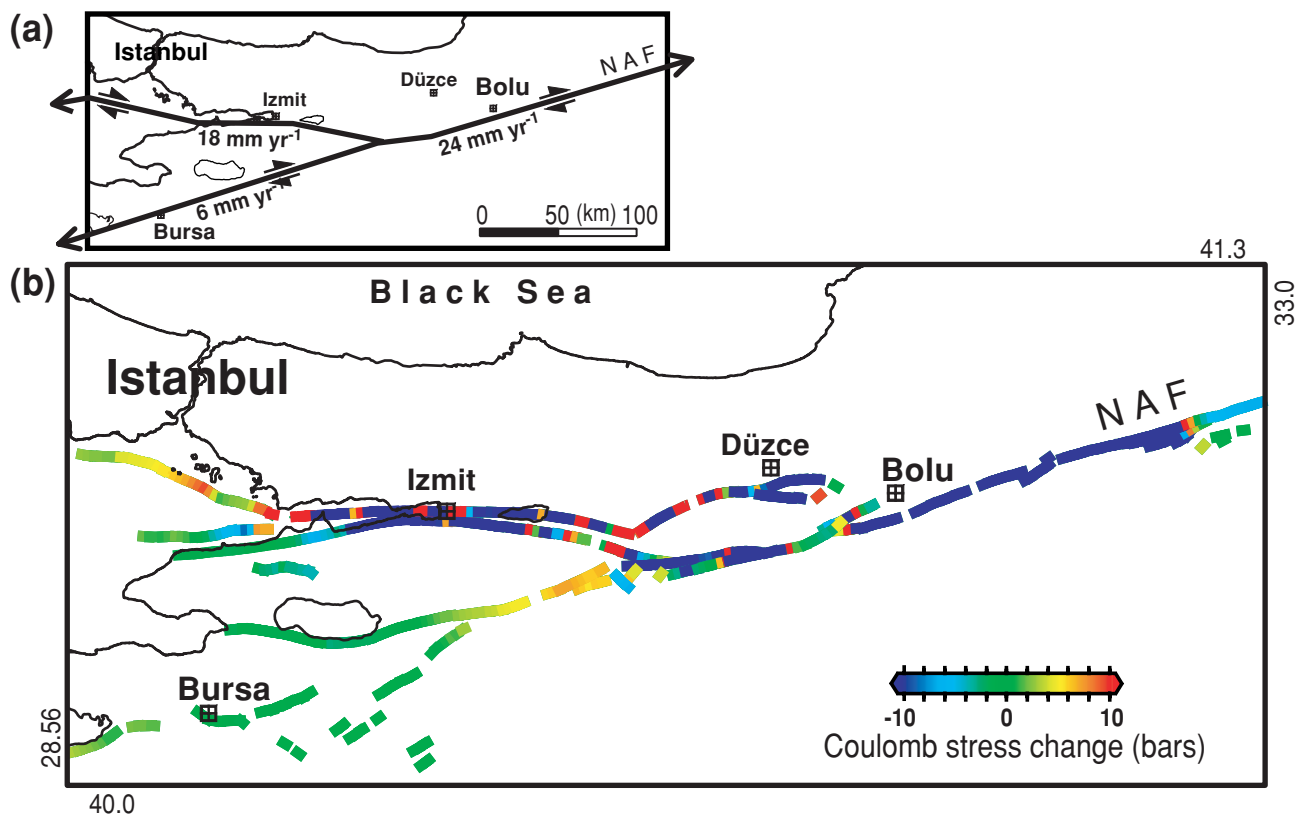 (a)
Istanbul
Izmit
Düzce
Bolu
N A F
18 mm yr-1
24 mm yr-1
6 mm yr-1
Bursa
0 50 (km) 100
41.3
(b)
Black Sea
33.0
Istanbul
N A F
Düzce
Izmit
Bolu
Bursa
28.56
-10 0 10
Coulomb stress change (bars)
40.0